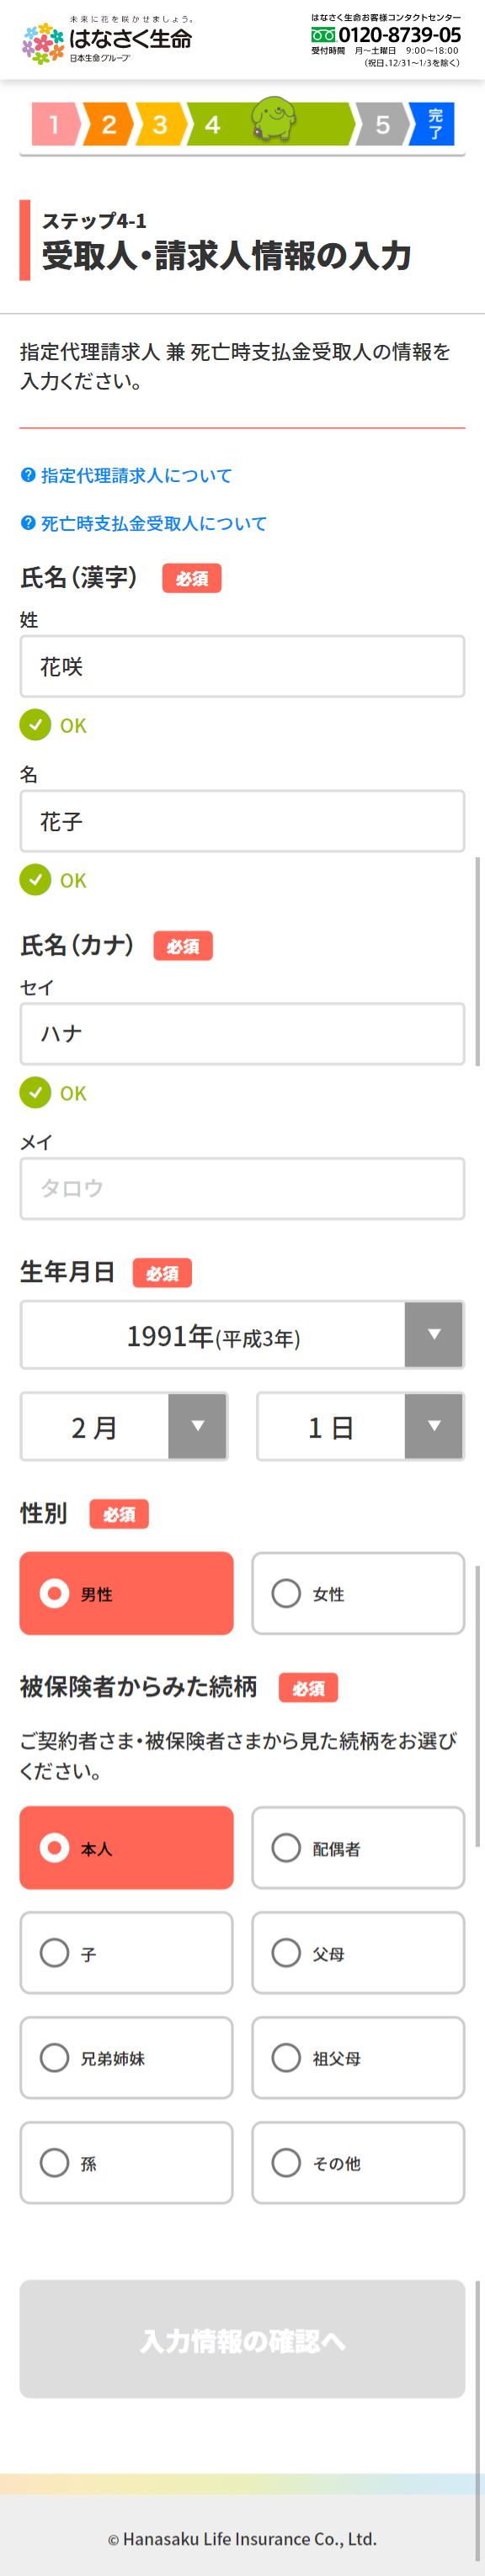 未来に花を咲かせましょう。
はなさく生命
日本生命グループ
はなさく生命お客様コンタクトセンター
0120-8739-05
受付時間 月～土曜日 9:00～18:00
（祝日、12/31～1/3を除く）
1 2 3 4 5 完了
ステップ4-1
受取人・請求人情報の入力
指定代理請求人 兼 死亡時支払金受取人の情報を
入力ください。
? 指定代理請求人について
? 死亡時支払金受取人について
氏名（漢字） 必須
姓
花咲
OK
名
花子
OK
氏名（カナ） 必須
セイ
ハナ
OK
メイ
タロウ
生年月日 必須
1991年(平成3年) ▼
2 月 ▼ 1 日 ▼
性別 必須
男性 女性
被保険者からみた続柄 必須
ご契約者さま・被保険者さまから見た続柄をお選び
ください。
本人 配偶者
子 父母
兄弟姉妹 祖父母
孫 その他
入力情報の確認へ
© Hanasaku Life Insurance Co., Ltd.